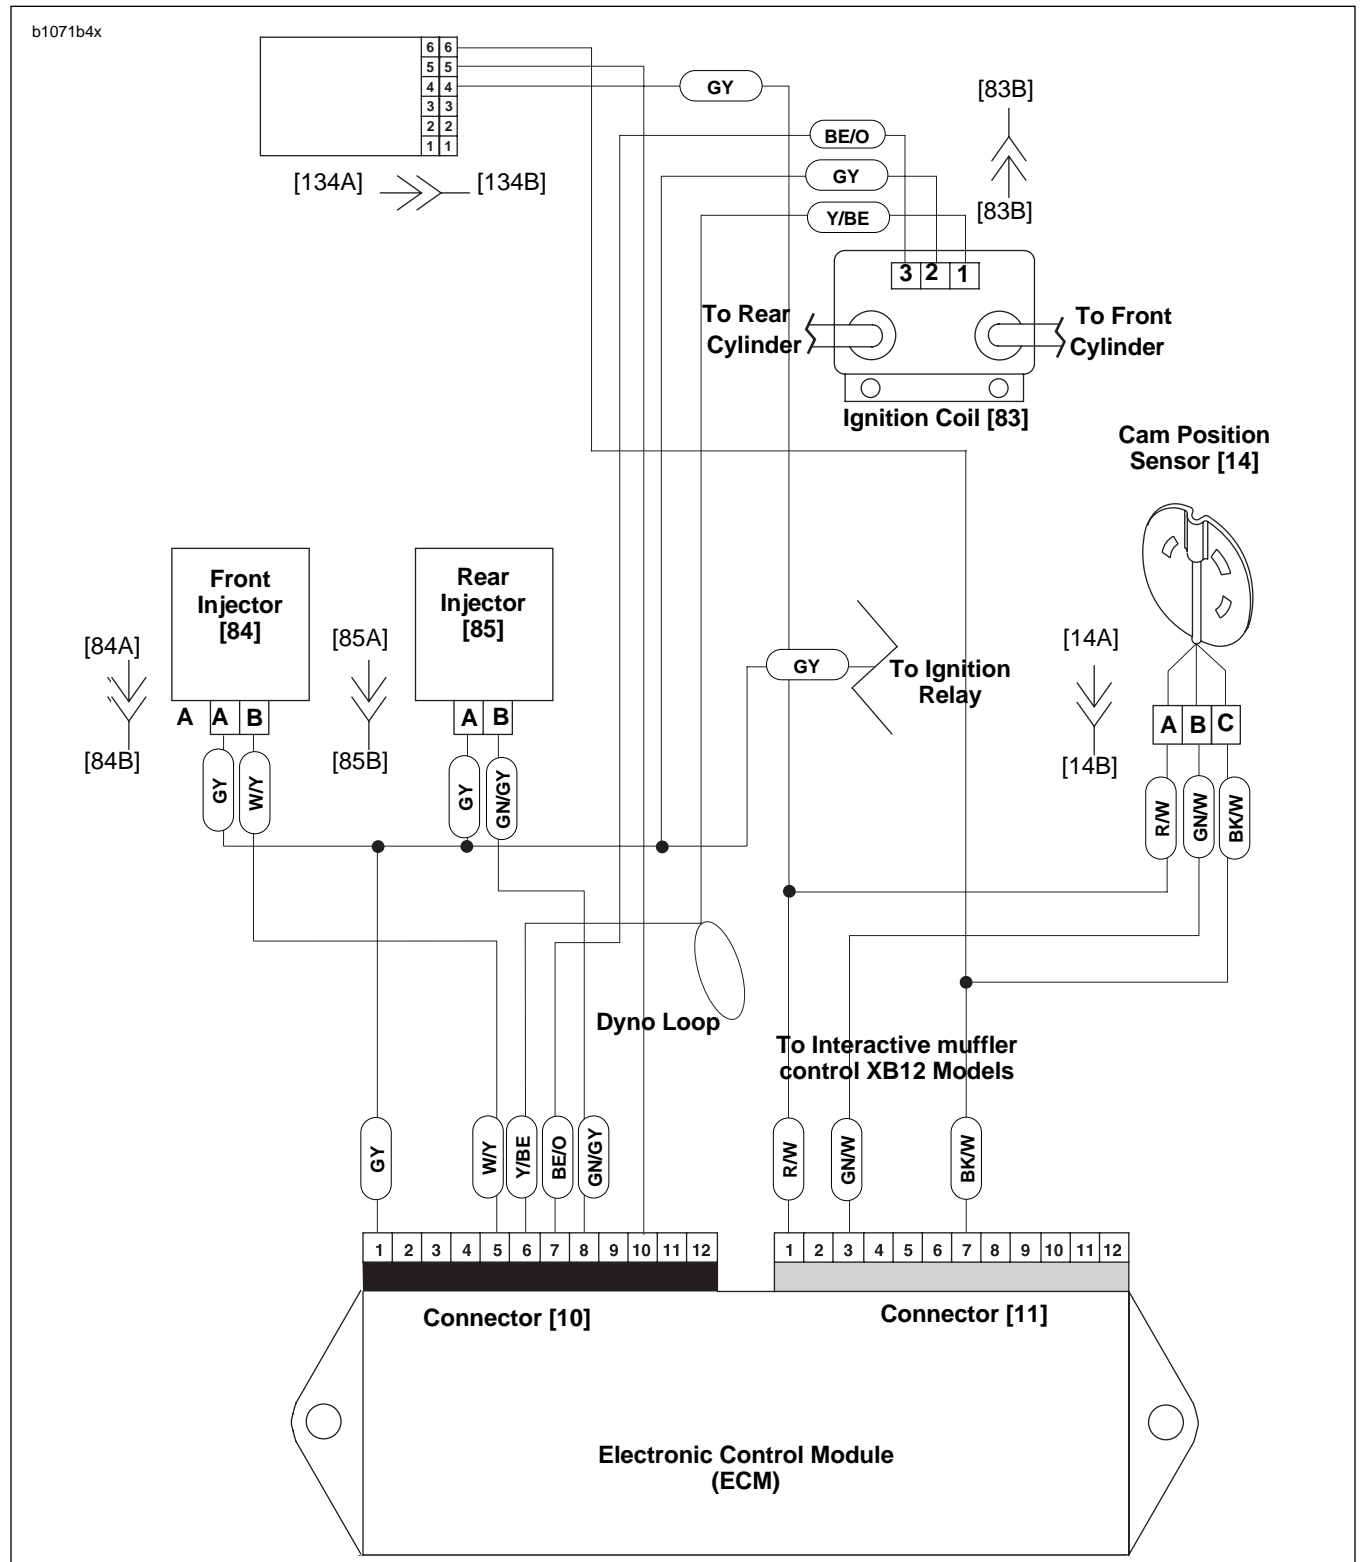 b1071b4x
6 6
5 5
4 4
3 3
2 2
1 1
GY
[83B]
BE/O
GY
[134A]
[134B]
Y/BE
[83B]
3 2 1
To Rear
Cylinder
To Front
Cylinder
Ignition Coil [83]
Cam Position
Sensor [14]
Front
Injector
[84]
Rear
Injector
[85]
[84A]
[85A]
[14A]
GY
To Ignition
Relay
A A B
A B
A B C
[84B]
[85B]
[14B]
GY
W/Y
GY
GN/GY
R/W
GN/W
BK/W
Dyno Loop
To Interactive muffler
control XB12 Models
GY
W/Y
Y/BE
BE/O
GN/GY
R/W
GN/W
BK/W
1 2 3 4 5 6 7 8 9 10 11 12
1 2 3 4 5 6 7 8 9 10 11 12
Connector [10]
Connector [11]
Electronic Control Module
(ECM)